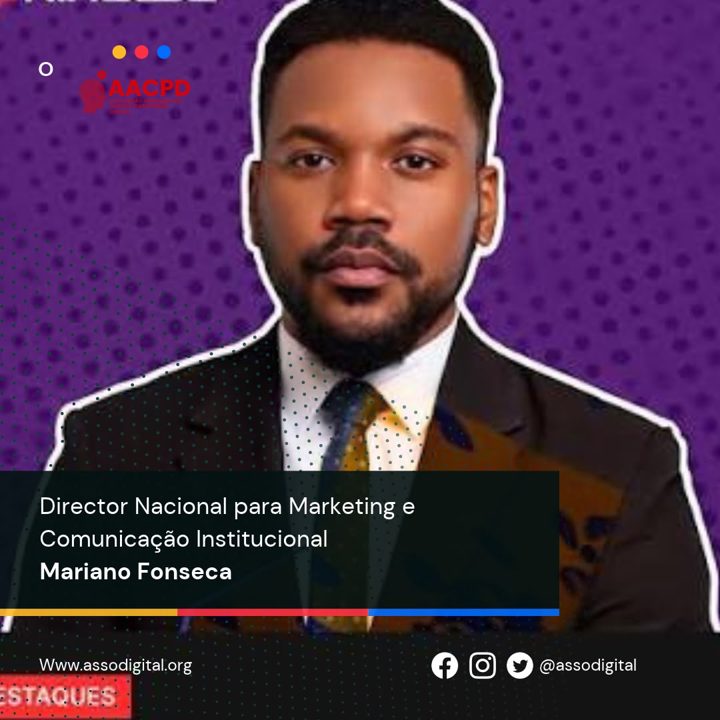 O
AACPD
Director Nacional para Marketing e
Comunicação Institucional
Mariano Fonseca
Www.assodigital.org
@assodigital
ESTAQUES